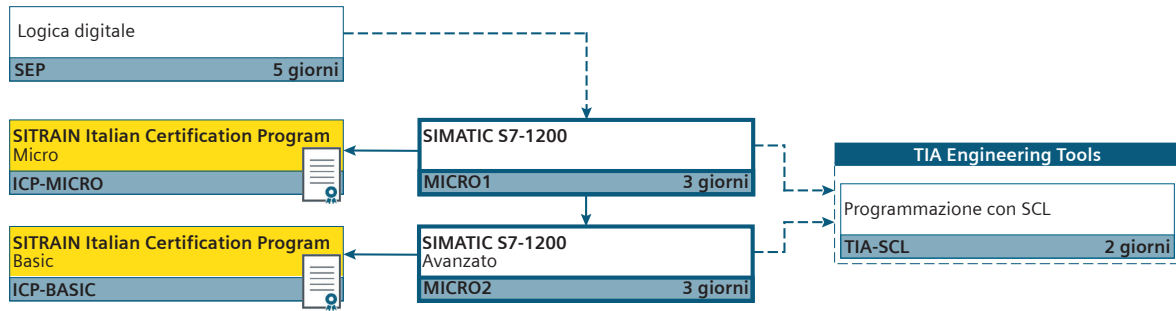 Logica digitale
SEP 5 giorni
SITRAIN Italian Certification Program
Micro
ICP-MICRO
SIMATIC S7-1200
MICRO1 3 giorni
TIA Engineering Tools
Programmazione con SCL
TIA-SCL 2 giorni
SITRAIN Italian Certification Program
Basic
ICP-BASIC
SIMATIC S7-1200
Avanzato
MICRO2 3 giorni